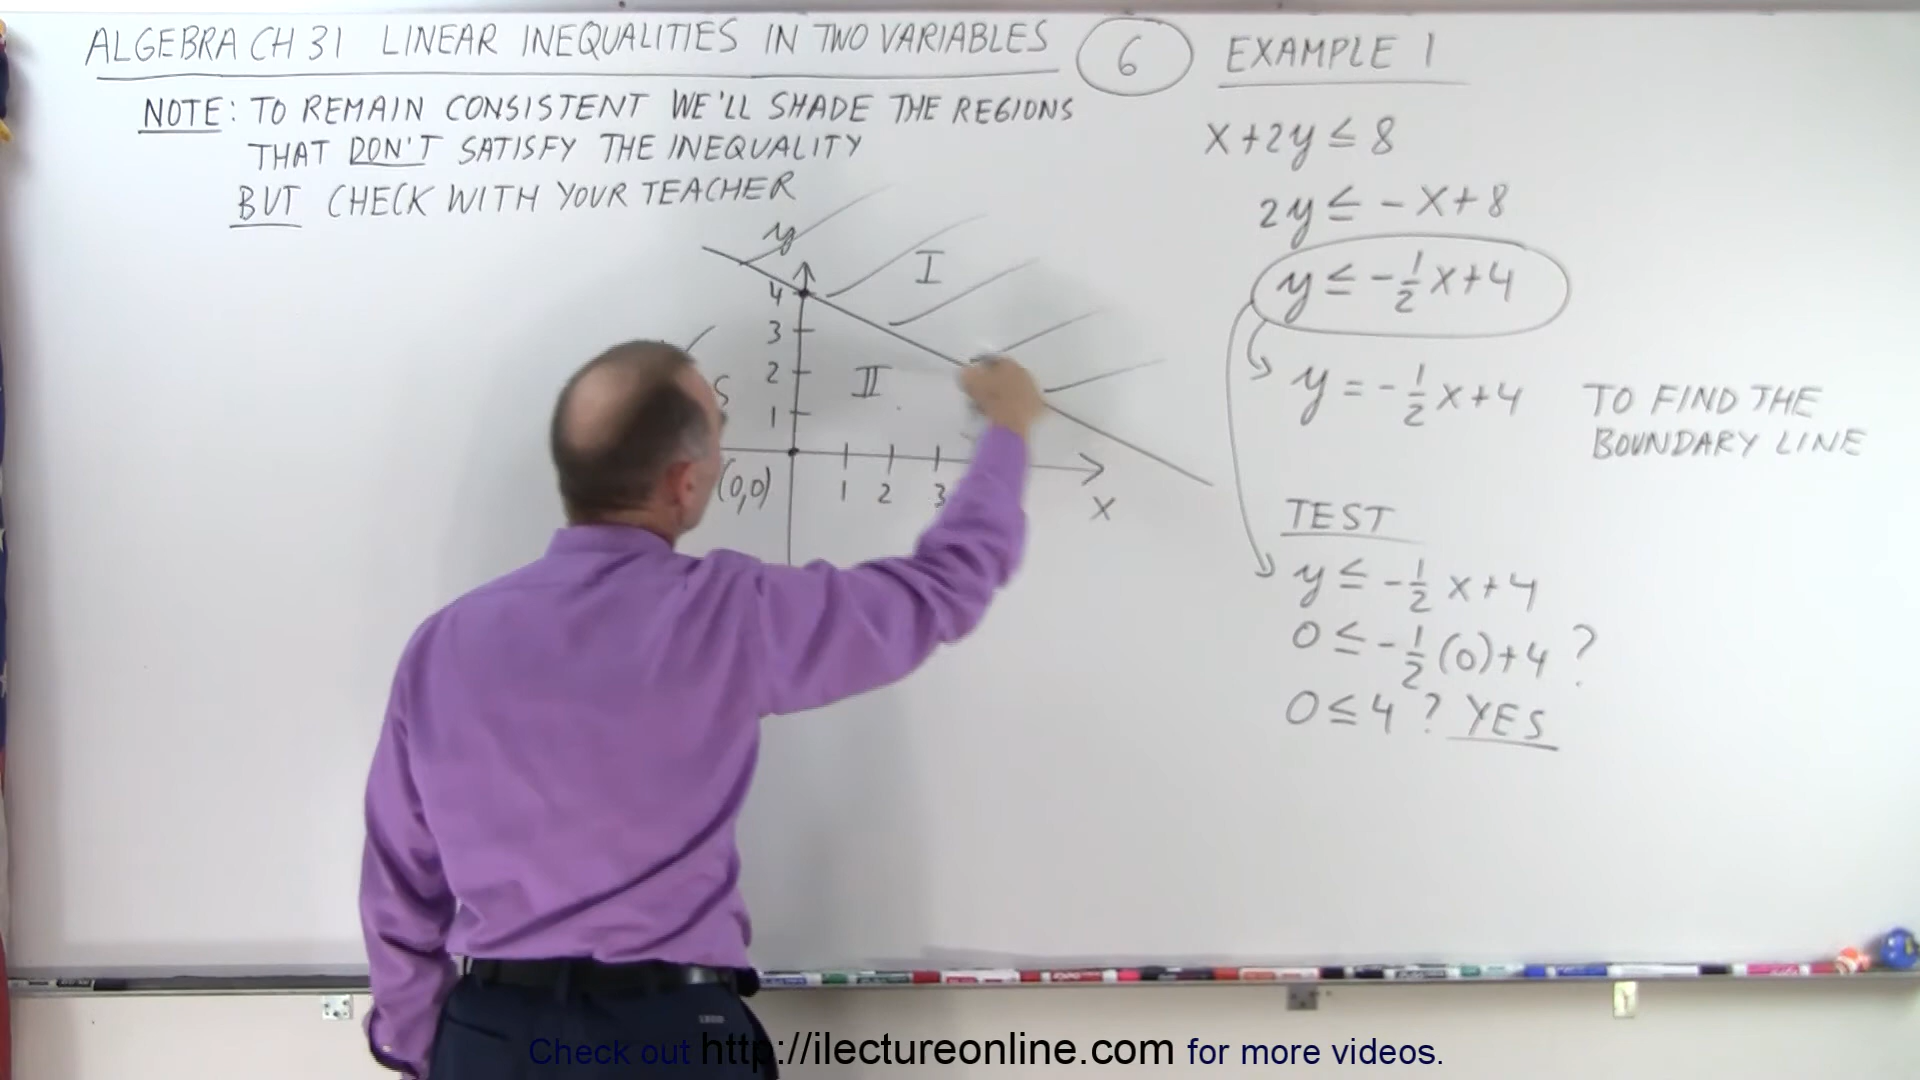 ALGEBRA CH 31 LINEAR INEQUALITIES IN TWO VARIABLES 6 EXAMPLE 1
NOTE: TO REMAIN CONSISTENT WE'LL SHADE THE REGIONS
THAT DON'T SATISFY THE INEQUALITY
BUT CHECK WITH YOUR TEACHER
x+2y≤8
2y≤-x+8
y≤-1/2x+4
y=-1/2x+4 TO FIND THE
BOUNDARY LINE
y
I
4
3
2
II
1
(0,0)
1 2 3
x
TEST
y≤-1/2x+4
0≤-1/2(0)+4 ?
0≤4 ? YES
Check out http://ilectureonline.com for more videos.